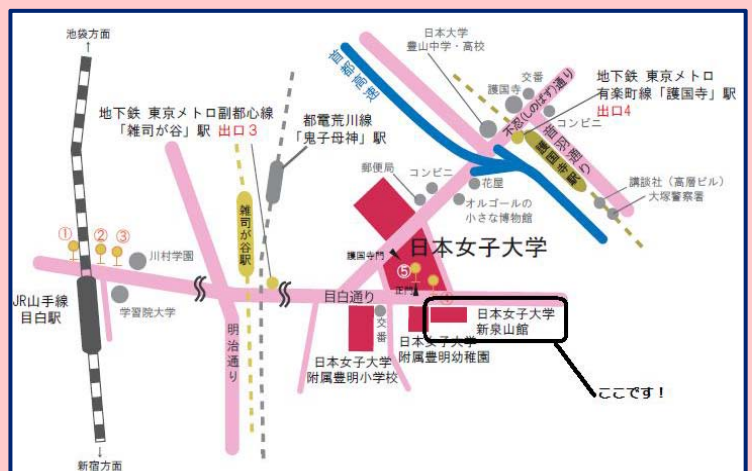 池袋方面
↑
地下鉄 東京メトロ副都心線
「雑司が谷」駅 出口3
都電荒川線
「鬼子母神」駅
首都高速
日本大学
豊山中学・高校
護国寺
交番
不忍(しのばず)通り
コンビニ
地下鉄 東京メトロ
有楽町線「護国寺」駅
出口4
音羽通り
護国寺駅
講談社(高層ビル)
大塚警察署
郵便局
コンビニ
花屋
オルゴールの
小さな博物館
雑司が谷駅
①
②
③
川村学園
学習院大学
JR山手線
目白駅
明治通り
護国寺門
日本女子大学
⑤
正門
目白通り
交番
日本女子大学
附属豊明小学校
日本女子大学
附属豊明幼稚園
日本女子大学
新泉山館
ここです!
↓
新宿方面